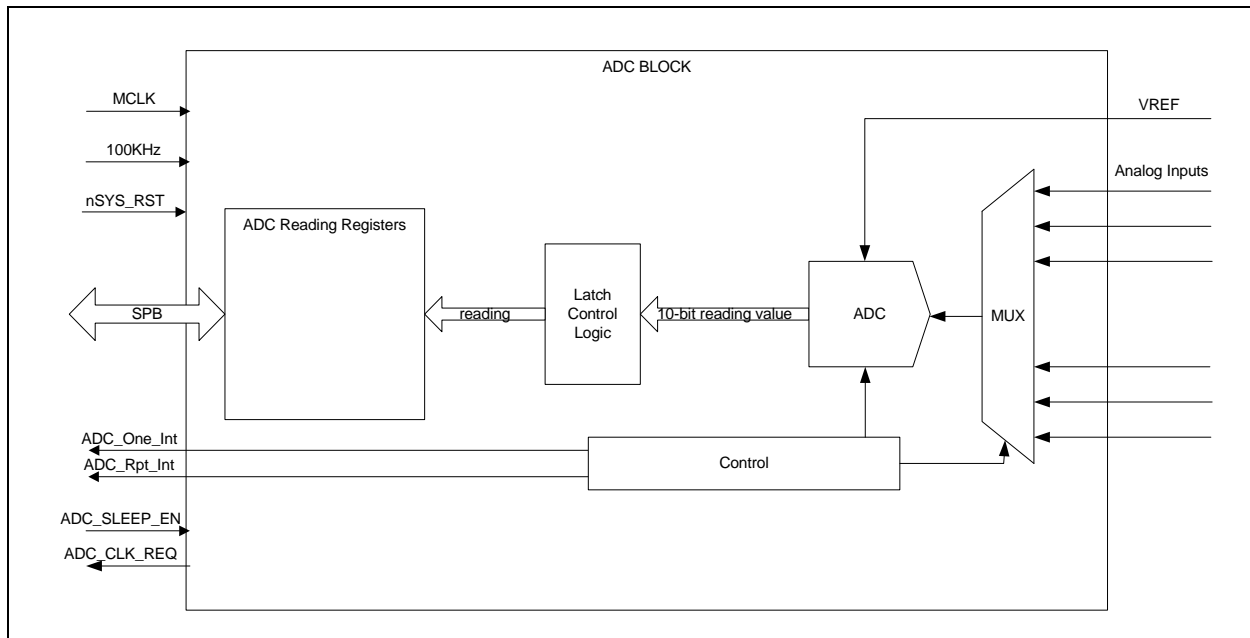 ADC BLOCK
MCLK
VREF
100KHz
Analog Inputs
nSYS_RST
ADC Reading Registers
Latch
Control
Logic
SPB
reading
10-bit reading value
ADC
MUX
ADC_One_Int
ADC_Rpt_Int
Control
ADC_SLEEP_EN
ADC_CLK_REQ